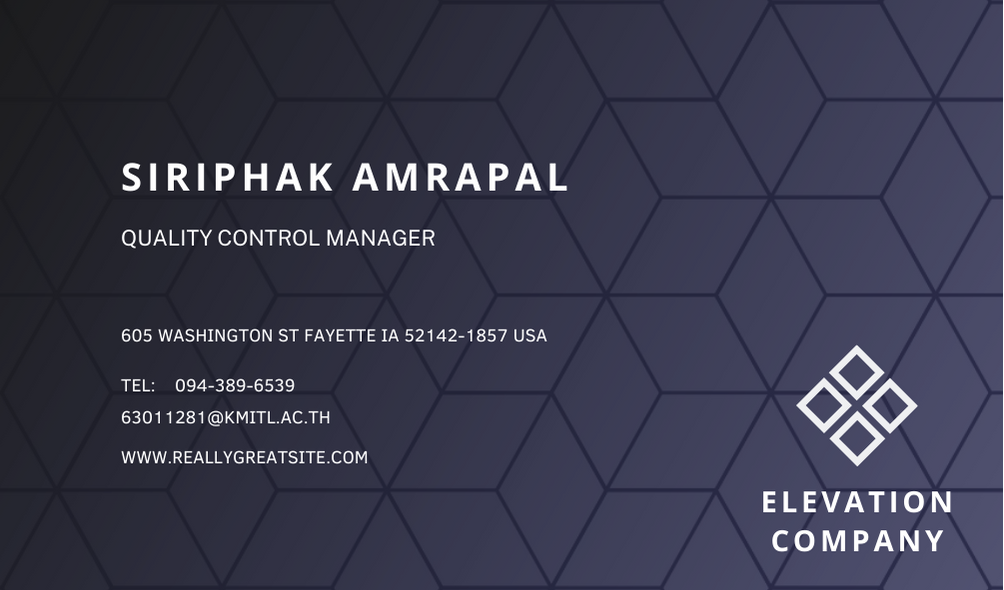 SIRIPHAK AMRAPAL
QUALITY CONTROL MANAGER
605 WASHINGTON ST FAYETTE IA 52142-1857 USA
TEL: 094-389-6539
63011281@KMITL.AC.TH
WWW.REALLYGREATSITE.COM
ELEVATION
COMPANY